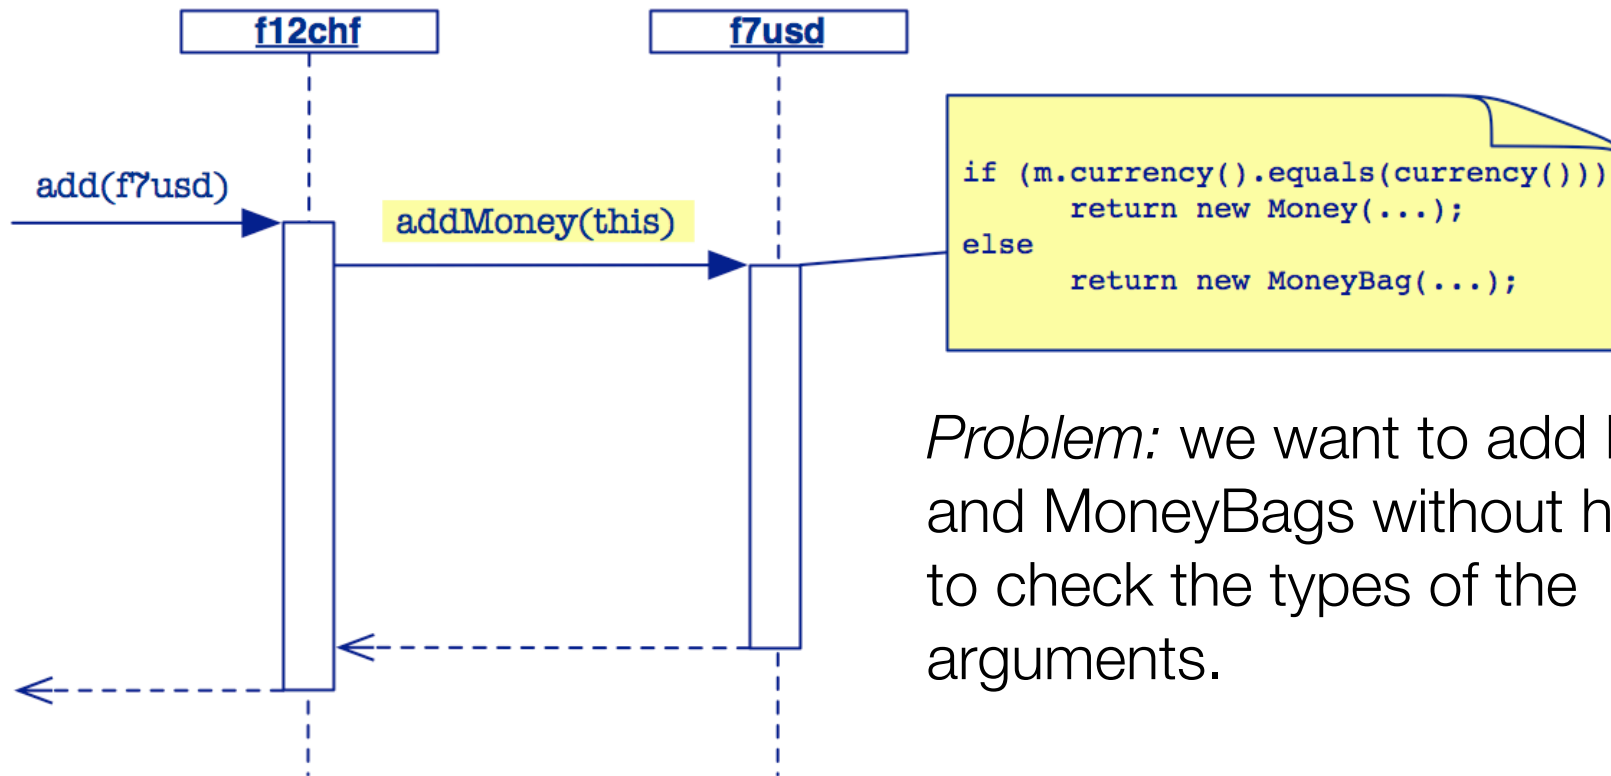 f12chf
f7usd
add(f7usd)
addMoney(this)
if (m.currency().equals(currency()))
return new Money(...);
else
return new MoneyBag(...);
Problem: we want to add
and MoneyBags without
to check the types of the
arguments.